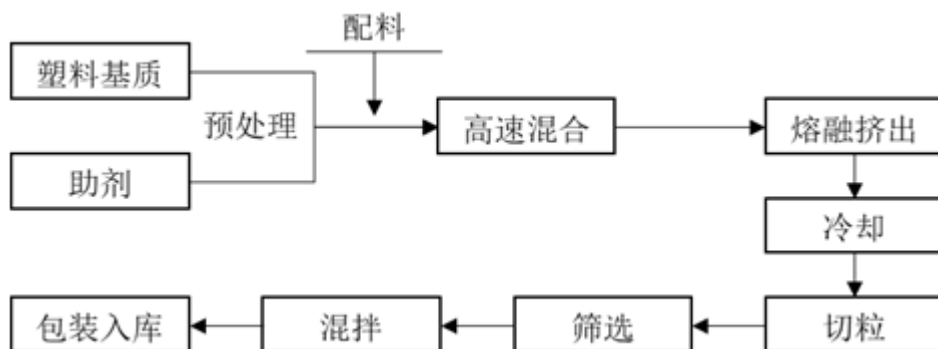 配料
塑料基质
预处理
高速混合
熔融挤出
助剂
冷却
包装入库
混拌
筛选
切粒